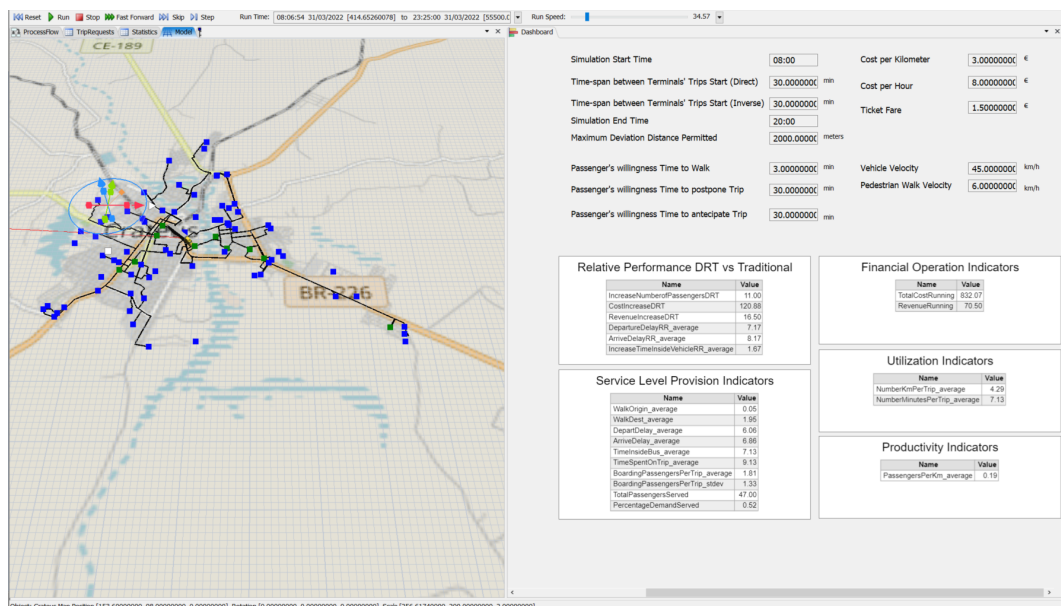 Reset Run Stop Fast Forward Skip Step Run Time: 08:06:54 31/03/2022 [414.65260078] to 23:25:00 31/03/2022 [55500.0 Run Speed: 34.57
ProcessFlow TripRequests Statistics Model Dashboard
CE-189
BR-226
Simulation Start Time 08:00 Cost per Kilometer 3.00000000 €
Time-span between Terminals' Trips Start (Direct) 30.0000000 min Cost per Hour 8.00000000 €
Time-span between Terminals' Trips Start (Inverse) 30.0000000 min Ticket Fare 1.50000000 €
Simulation End Time 20:00
Maximum Deviation Distance Permitted 2000.00000 meters
Passenger's willingness Time to Walk 3.0000000 min Vehicle Velocity 45.0000000 km/h
Passenger's willingness Time to postpone Trip 30.0000000 min Pedestrian Walk Velocity 6.0000000 km/h
Passenger's willingness Time to antecipate Trip 30.0000000 min
Relative Performance DRT vs Traditional
Name Value
IncreaseNumberofPassengersDRT 11.00
CostIncreaseDRT 120.88
RevenueIncreaseDRT 16.50
DepartureDelayRR_average 7.17
ArriveDelayRR_average 8.17
IncreaseTimeInsideVehicleRR_average 1.67
Financial Operation Indicators
Name Value
TotalCostRunning 832.07
RevenueRunning 70.50
Service Level Provision Indicators
Name Value
WalkOrigin_average 0.05
WalkDest_average 1.95
DepartDelay_average 6.06
ArriveDelay_average 6.86
TimeInsideBus_average 7.13
TimeSpentOnTrip_average 9.13
BoardingPassengersPerTrip_average 1.81
BoardingPassengersPerTrip_stdev 1.33
TotalPassengersServed 47.00
PercentageDemandServed 0.52
Utilization Indicators
Name Value
NumberKmPerTrip_average 4.29
NumberMinutesPerTrip_average 7.13
Productivity Indicators
Name Value
PassengersPerKm_average 0.19